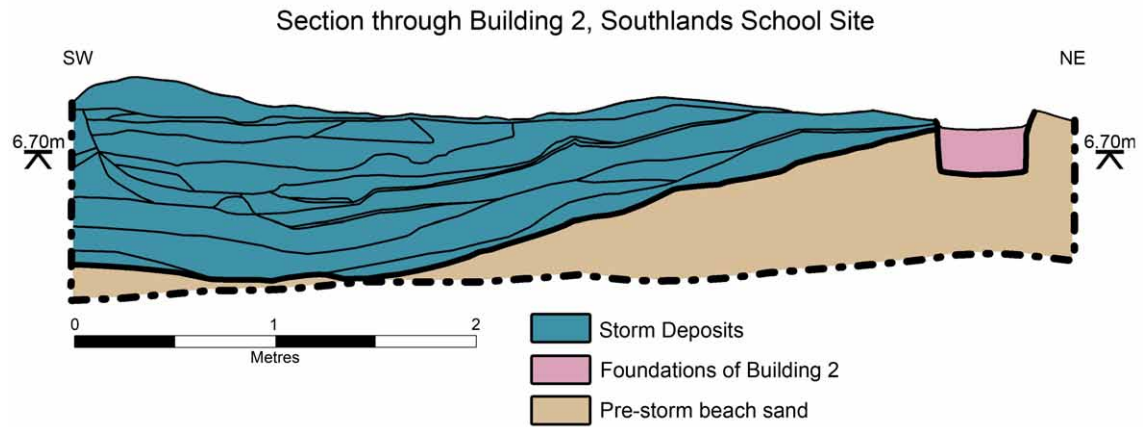 Section through Building 2, Southlands School Site
SW
NE
6.70m
6.70m
0 1 2
Metres
Storm Deposits
Foundations of Building 2
Pre-storm beach sand